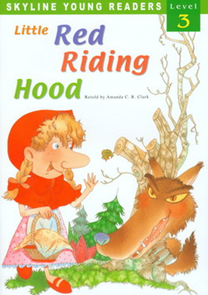 SKYLINE YOUNG READERS
Level
3
Little Red
Riding
Hood
Retold by Amanda C. R. Clark